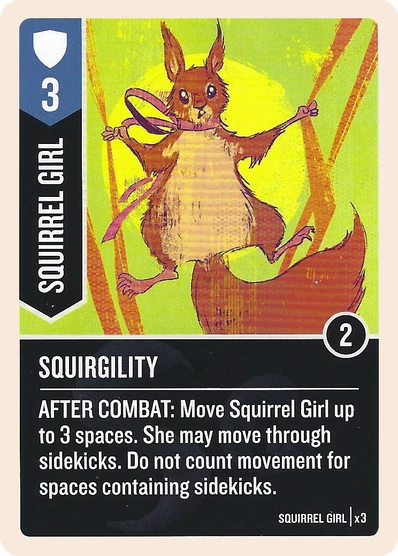 3
SQUIRREL GIRL
2
SQUIRGILITY
AFTER COMBAT: Move Squirrel Girl up
to 3 spaces. She may move through
sidekicks. Do not count movement for
spaces containing sidekicks.
SQUIRREL GIRL | x3